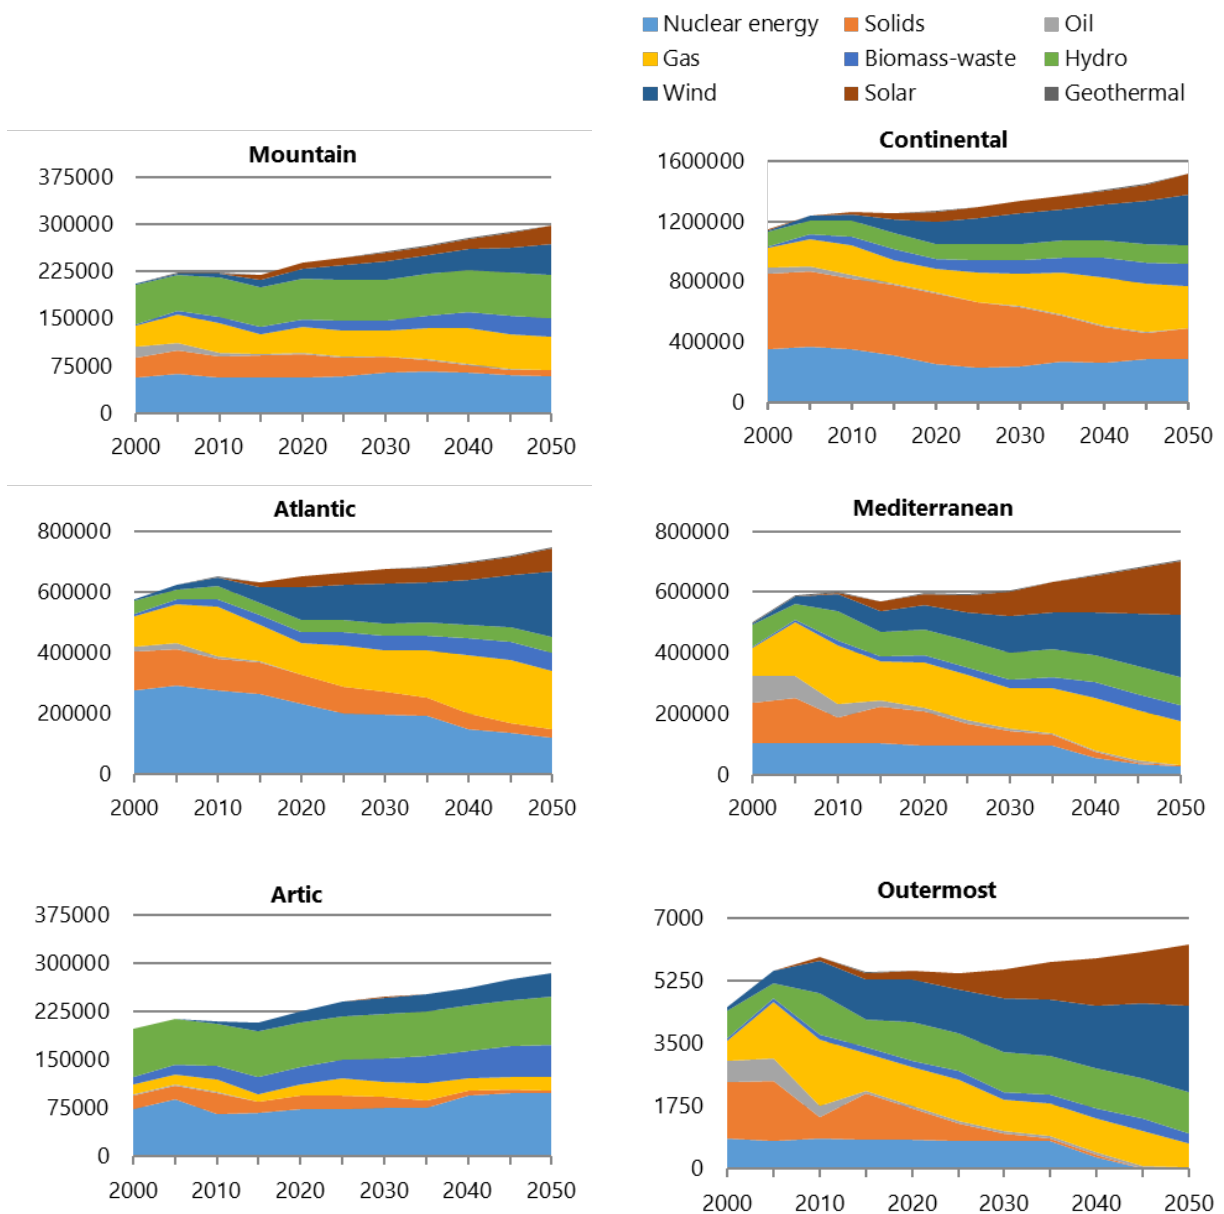 Nuclear energy Solids Oil
Gas Biomass-waste Hydro
Wind Solar Geothermal
Mountain
375000
300000
225000
150000
75000
0
2000 2010 2020 2030 2040 2050
Continental
1600000
1200000
800000
400000
0
2000 2010 2020 2030 2040 2050
Atlantic
800000
600000
400000
200000
0
2000 2010 2020 2030 2040 2050
Mediterranean
800000
600000
400000
200000
0
2000 2010 2020 2030 2040 2050
Artic
375000
300000
225000
150000
75000
0
2000 2010 2020 2030 2040 2050
Outermost
7000
5250
3500
1750
0
2000 2010 2020 2030 2040 2050